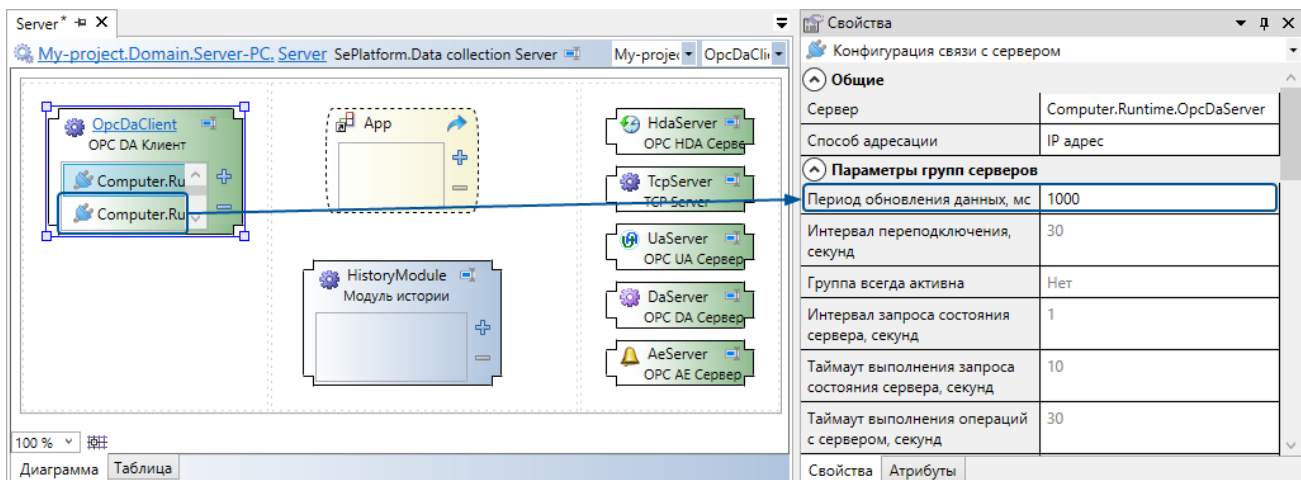 Server*
My-project.Domain.Server-PC. Server SePlatform.Data collection Server My-projec OpcDaClie
OpcDaClient
OPC DA Клиент
Computer.Ru
Computer.Ru
App
HistoryModule
Модуль истории
HdaServer
OPC HDA Серве
TcpServer
TCP Server
UaServer
OPC UA Сервер
DaServer
OPC DA Сервер
AeServer
OPC AE Сервер
100 %
Диаграмма Таблица
Свойства
Конфигурация связи с сервером
Общие
Сервер Computer.Runtime.OpcDaServer
Способ адресации IP адрес
Параметры групп серверов
Период обновления данных, мс 1000
Интервал переподключения, 30
секунд
Группа всегда активна Нет
Интервал запроса состояния 1
сервера, секунд
Таймаут выполнения запроса 10
состояния сервера, секунд
Таймаут выполнения операций 30
с сервером, секунд
Свойства Атрибуты